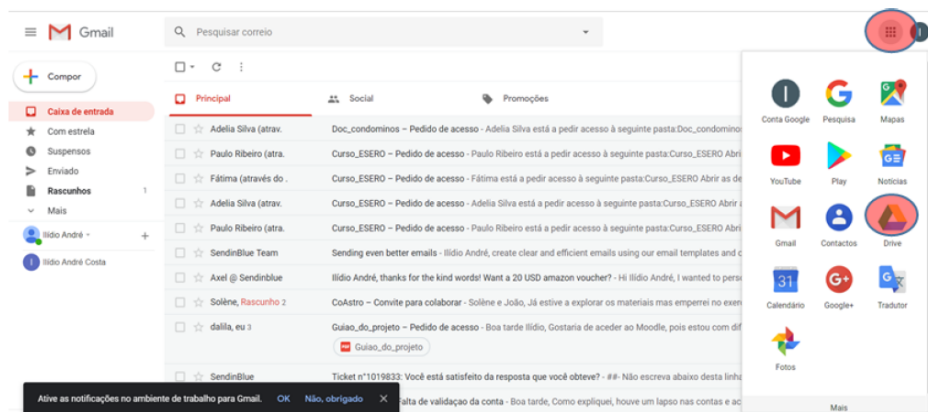 Gmail
Pesquisar correio
Compor
Principal
Social
Promoções
Caixa de entrada
Com estrela
Suspensos
Enviado
Rascunhos 1
Mais
Ilídio André
Ilídio André Costa
Adelia Silva (atrav. Doc_condominos – Pedido de acesso - Adelia Silva está a pedir acesso à seguinte pasta:Doc_condomino
Paulo Ribeiro (atra. Curso_ESERO – Pedido de acesso - Paulo Ribeiro está a pedir acesso à seguinte pasta:Curso_ESERO Abri
Fátima (através do . Curso_ESERO – Pedido de acesso - Fátima está a pedir acesso à seguinte pasta:Curso_ESERO Abrir as de
Adelia Silva (atrav. Curso_ESERO – Pedido de acesso - Adelia Silva está a pedir acesso à seguinte pasta:Curso_ESERO Abrir a
Paulo Ribeiro (atra. Curso_ESERO – Pedido de acesso - Paulo Ribeiro está a pedir acesso à seguinte pasta:Curso_ESERO Abri
SendinBlue Team Sending even better emails - Ilídio André, create clear and efficient emails using our email templates and c
Axel @ Sendinblue Ilídio André, thanks for the kind words! Want a 20 USD amazon voucher? - Hi Ilídio André, I wanted to pers
Solène, Rascunho 2 CoAstro – Convite para colaborar - Solène e João, Já estive a explorar os materiais mas emperrei no exer
dalila, eu 3 Guiao_do_projeto – Pedido de acesso - Boa tarde Ilídio, Gostaria de aceder ao Moodle, pois estou com dif
Guiao_do_projeto
SendinBlue Ticket n°1019833: Você está satisfeito da resposta que você obteve? - ##- Não escreva abaixo desta linha
Falta de validaçao da conta - Boa tarde, Como expliquei, houve um lapso nas contas e ac
Ative as notificações no ambiente de trabalho para Gmail. OK Não, obrigado
I
I
Conta Google Pesquisa Mapas
YouTube Play Notícias
Gmail Contactos Drive
31
Calendário Google+ Tradutor
Fotos
Mais